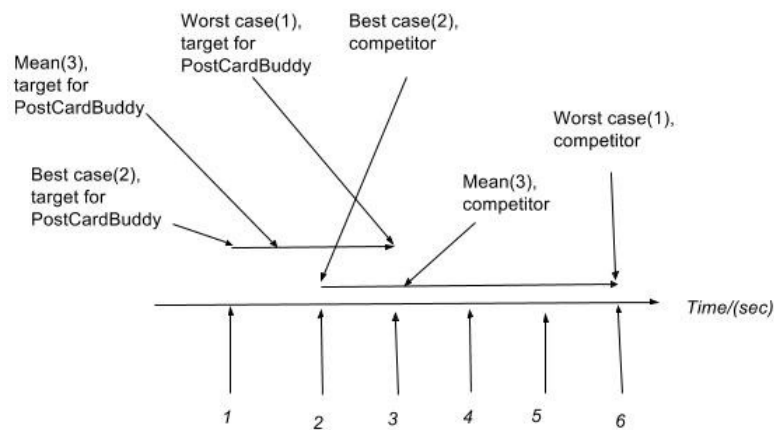 Worst case(1),
target for
PostCardBuddy
Best case(2),
competitor
Mean(3),
target for
PostCardBuddy
Worst case(1),
competitor
Best case(2),
target for
PostCardBuddy
Mean(3),
competitor
Time/(sec)
1
2
3
4
5
6